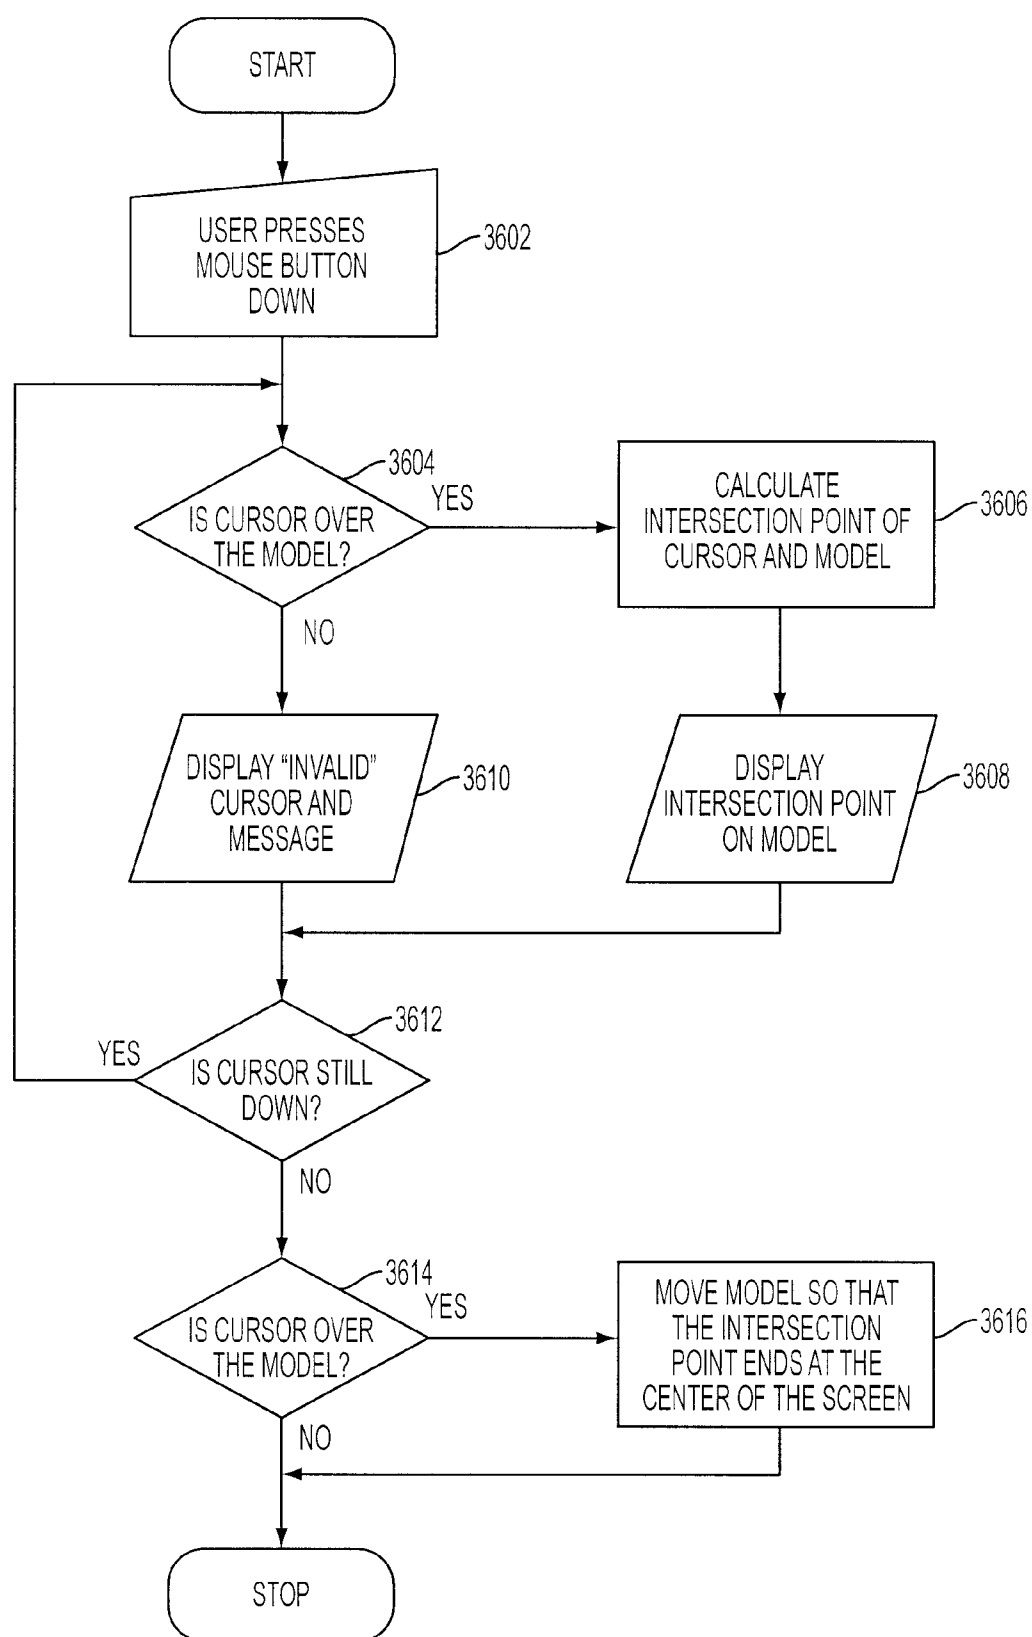 START
USER PRESSES
MOUSE BUTTON
DOWN
3602
3604
IS CURSOR OVER
THE MODEL?
YES
NO
CALCULATE
INTERSECTION POINT OF
CURSOR AND MODEL
3606
DISPLAY "INVALID"
CURSOR AND
MESSAGE
3610
DISPLAY
INTERSECTION POINT
ON MODEL
3608
3612
IS CURSOR STILL
DOWN?
YES
NO
3614
IS CURSOR OVER
THE MODEL?
YES
NO
MOVE MODEL SO THAT
THE INTERSECTION
POINT ENDS AT THE
CENTER OF THE SCREEN
3616
STOP